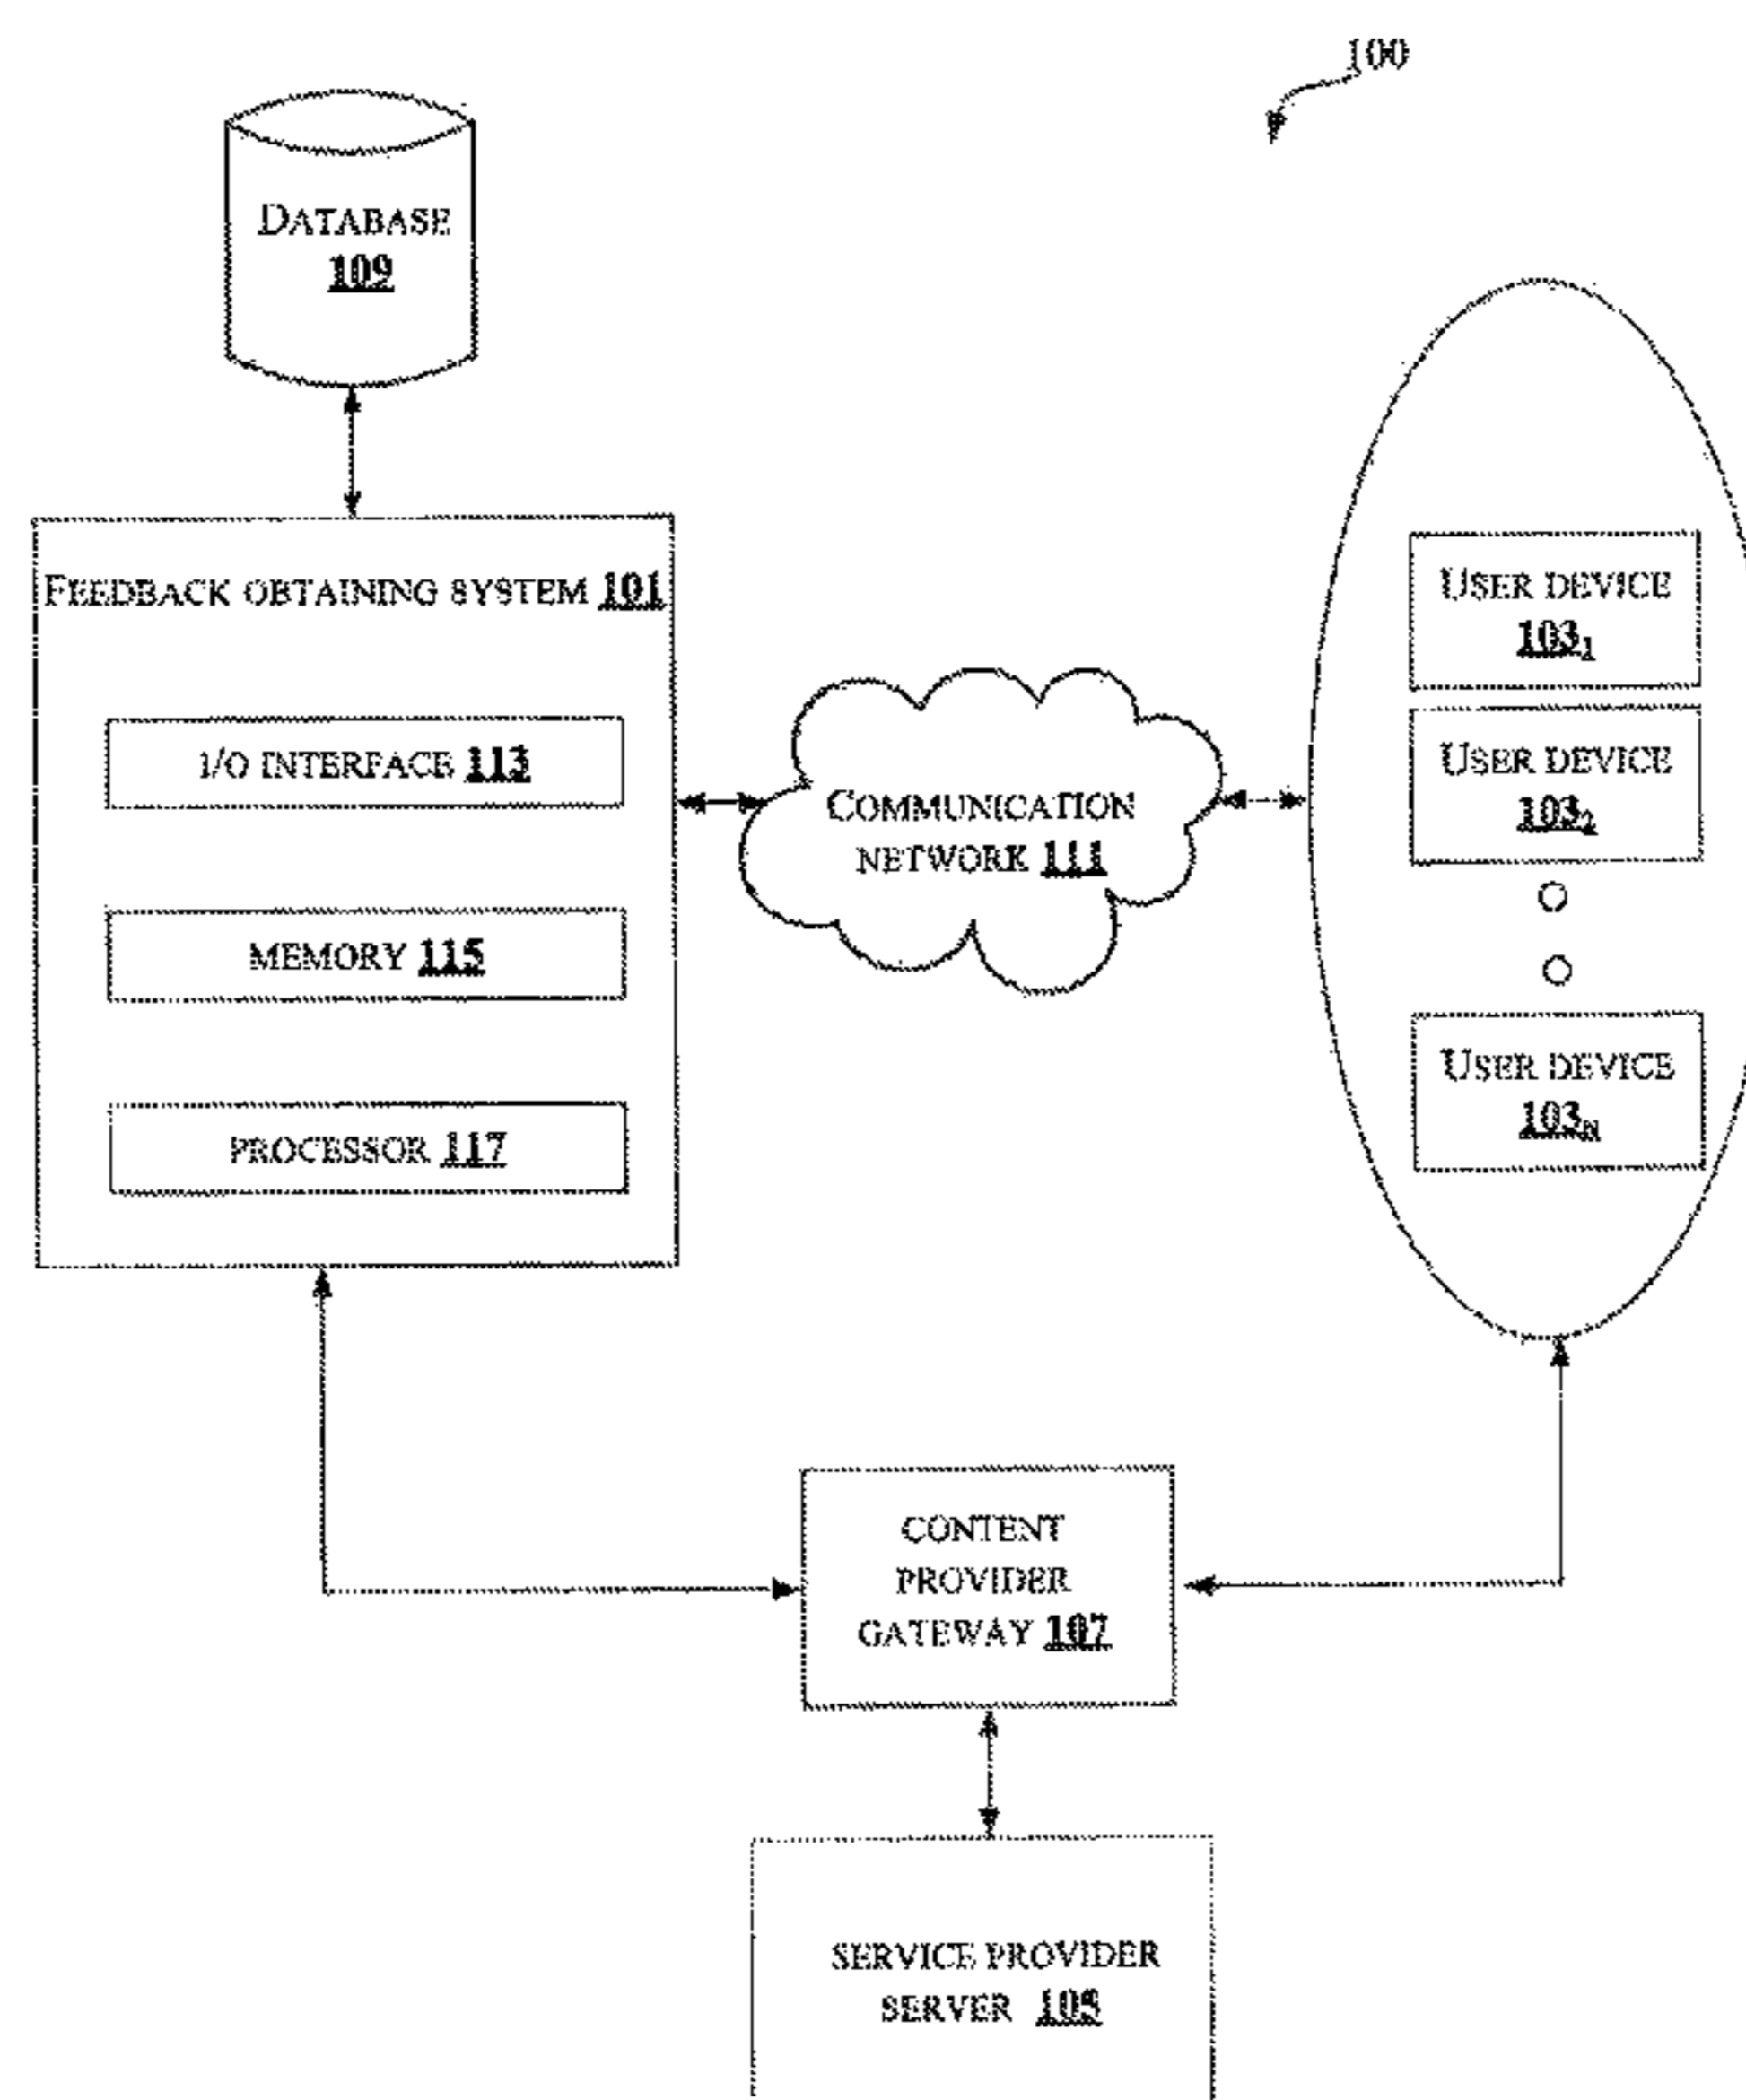 100
DATABASE
109
FEEDBACK OBTAINING SYSTEM 101
I/O INTERFACE 113
MEMORY 115
PROCESSOR 117
COMMUNICATION
NETWORK 111
USER DEVICE
103₁
USER DEVICE
103₂
USER DEVICE
103ₙ
CONTENT
PROVIDER
GATEWAY 107
SERVICE PROVIDER
SERVER